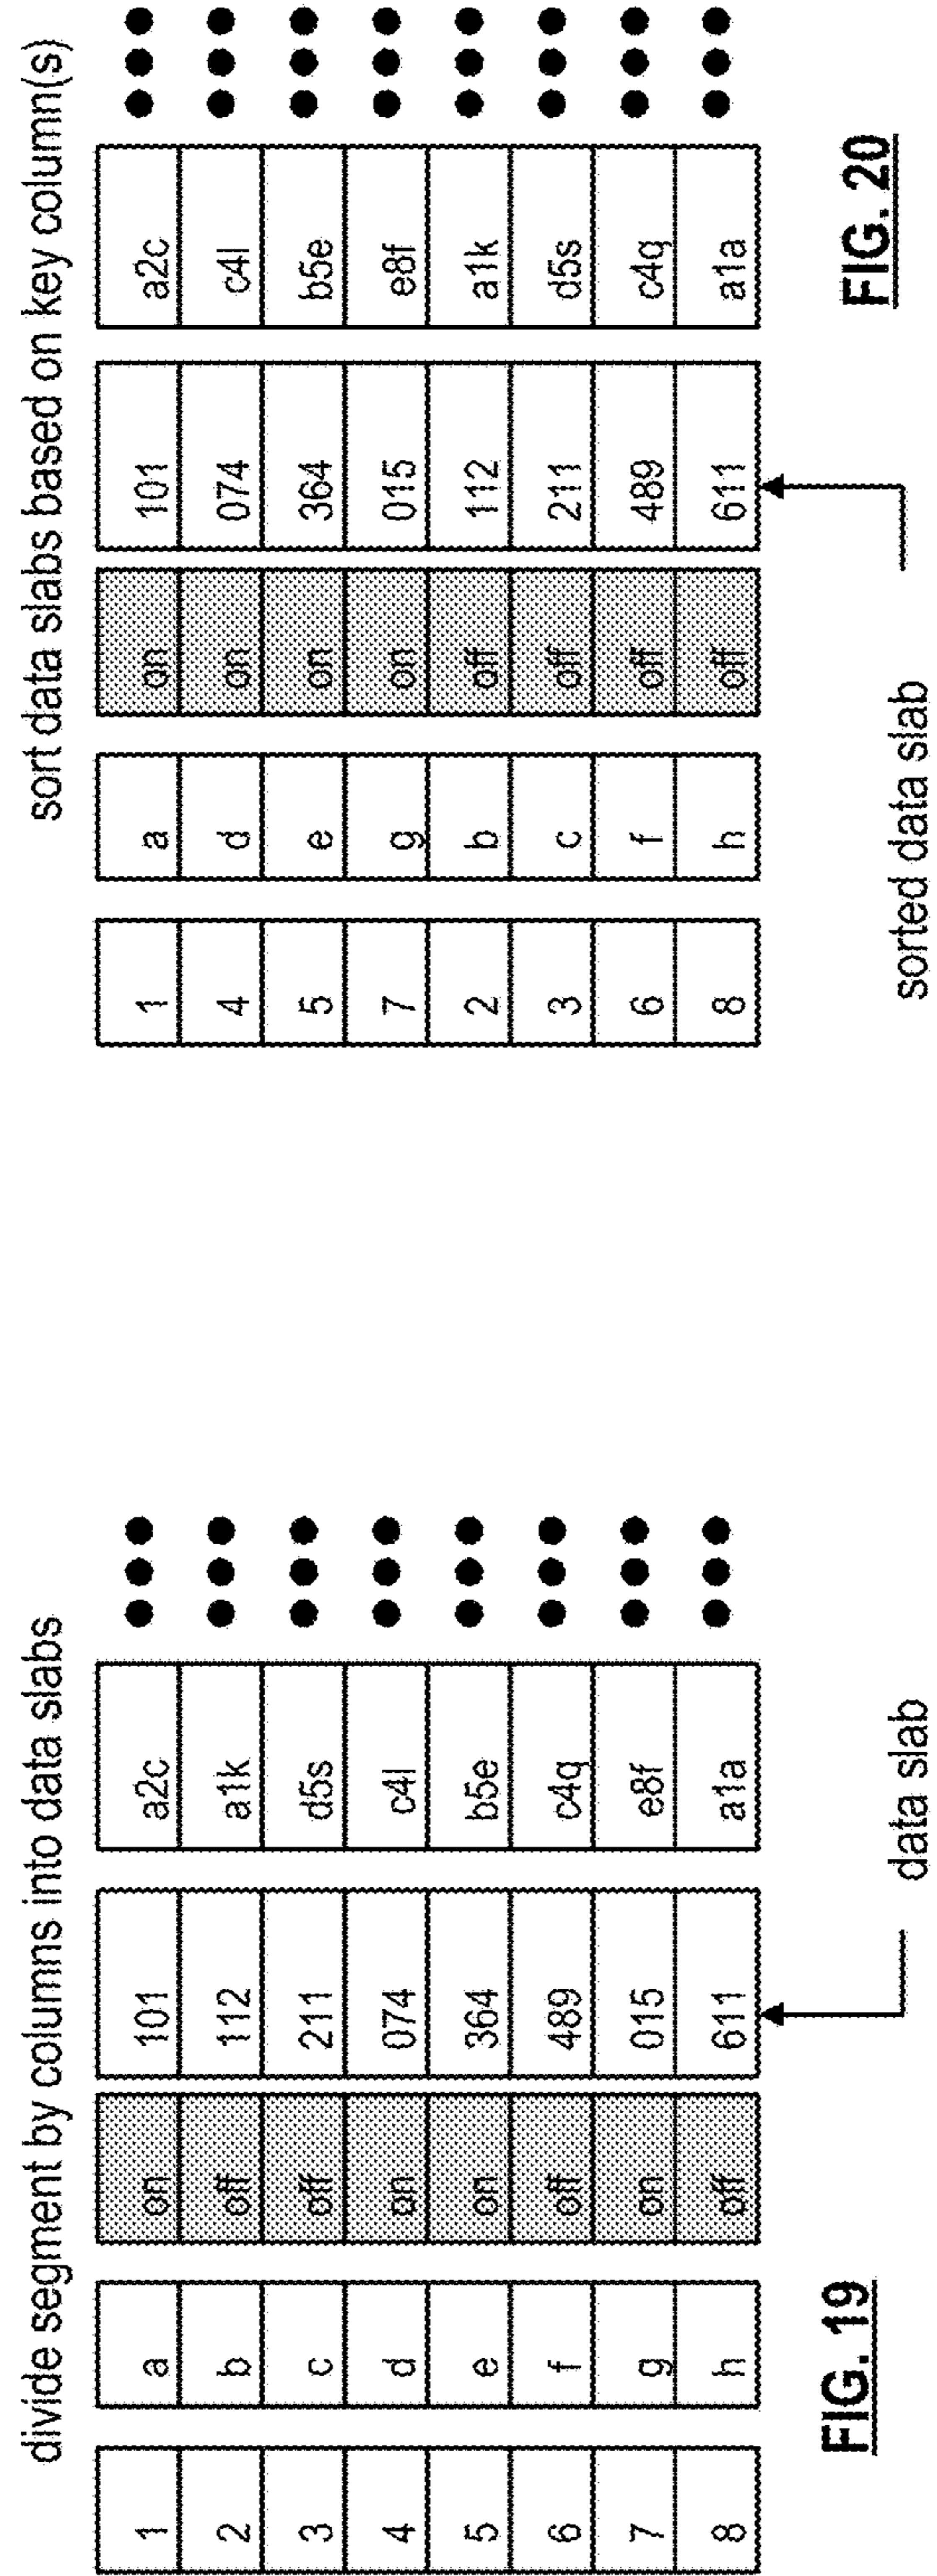 divide segment by columns into data slabs
1 a on 101 a2c
2 b off 112 a1k
3 c off 211 d5s
4 d on 074 c4l
5 e on 364 b5e
6 f off 489 c4q
7 g on 015 e8f
8 h off 611 a1a
data slab
FIG. 19
sort data slabs based on key column(s)
1 a on 101 a2c
4 d on 074 c4l
5 e on 364 b5e
7 g on 015 e8f
2 b off 112 a1k
3 c off 211 d5s
6 f off 489 c4q
8 h off 611 a1a
sorted data slab
FIG. 20